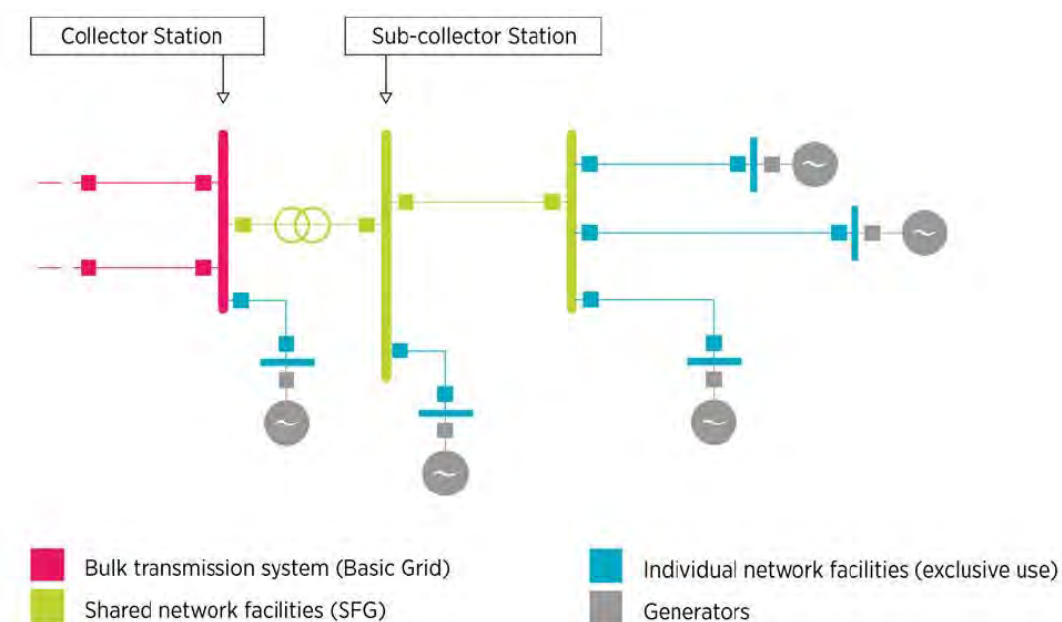 Collector Station
Sub-collector Station
Bulk transmission system (Basic Grid)
Shared network facilities (SFG)
Individual network facilities (exclusive use)
Generators